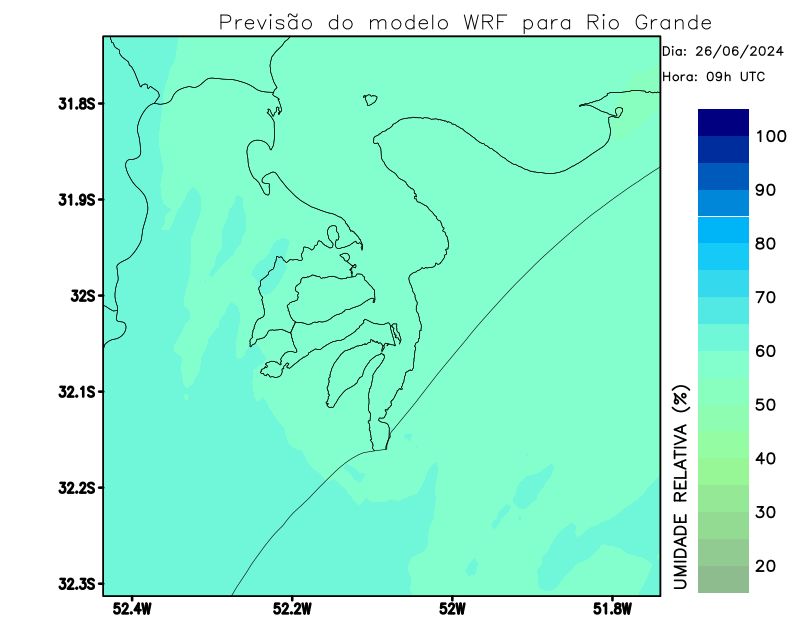 Previsão do modelo WRF para Rio Grande
Dia: 26/06/2024
Hora: 09h UTC
31.8S
31.9S
32S
32.1S
32.2S
32.3S
52.4W
52.2W
52W
51.8W
100
90
80
70
60
50
40
30
20
UMIDADE RELATIVA (%)